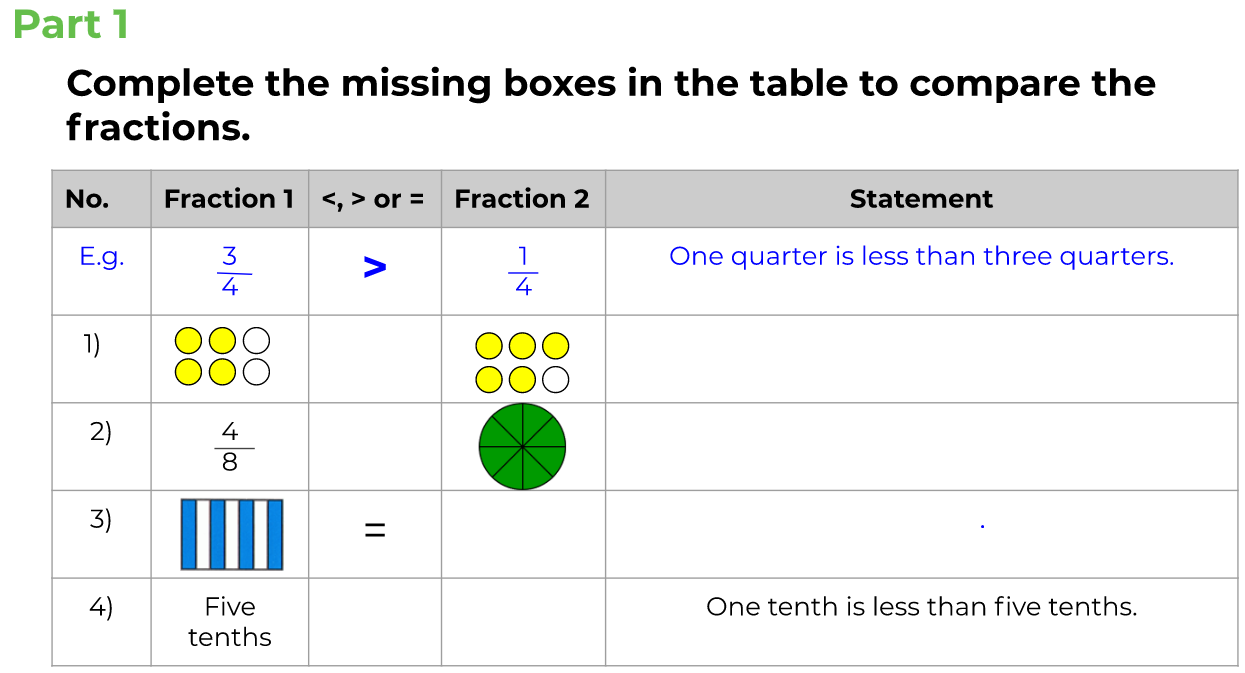 Part 1
Complete the missing boxes in the table to compare the
fractions.
No. Fraction 1 <, > or = Fraction 2 Statement
E.g. 3/4 > 1/4 One quarter is less than three quarters.
1)
2) 4/8
3) =
4) Five tenths One tenth is less than five tenths.